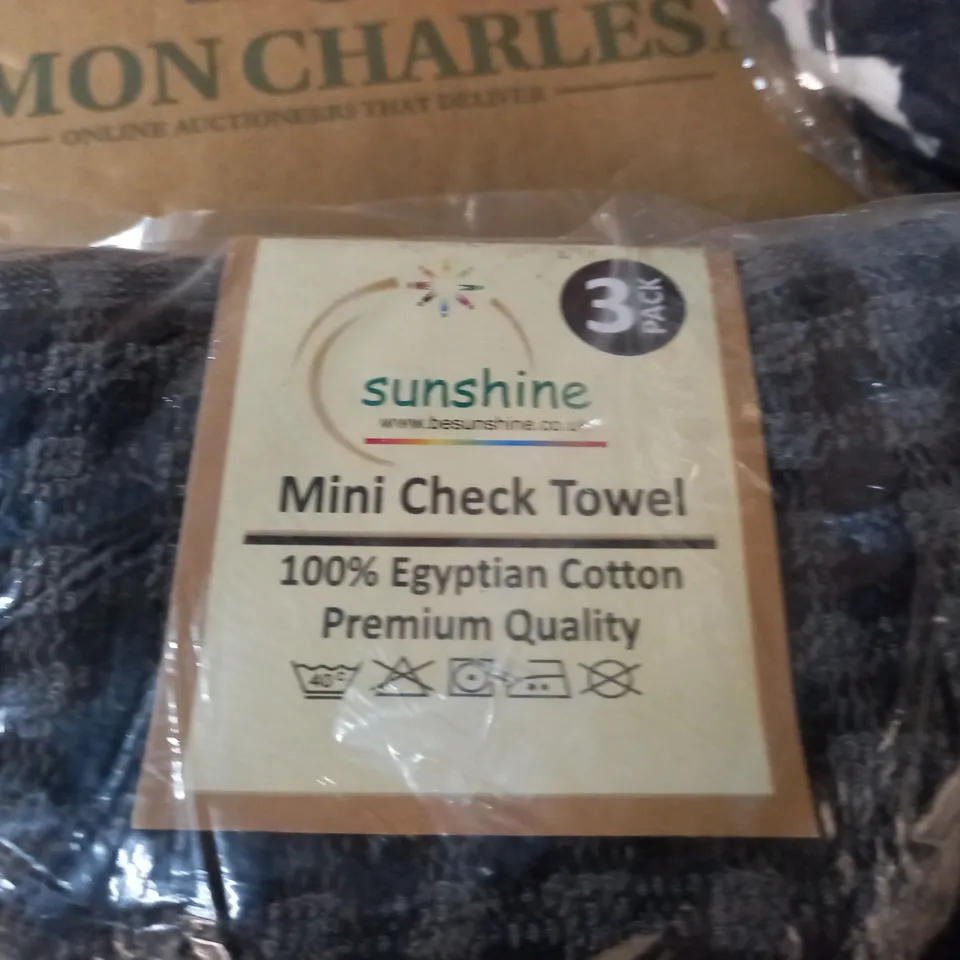 MON CHARLES
ONLINE AUCTIONEERS THAT DELIVER
3 PACK
sunshine
www.besunshine.co.uk
Mini Check Towel
100% Egyptian Cotton
Premium Quality
40°